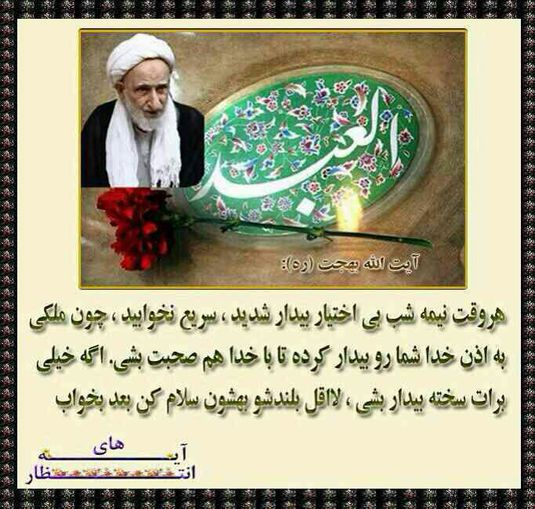 العبد
آیت الله بهجت (ره):
هروقت نیمه شب بی اختیار بیدار شدید ، سریع نخوابید ، چون ملکی
به اذن خدا شما رو بیدار کرده تا با خدا هم صحبت بشی. اگه خیلی
برات سخته بیدار بشی ، لااقل بلندشو بهشون سلام کن بعد بخواب
آیـــه های
انتـــظار